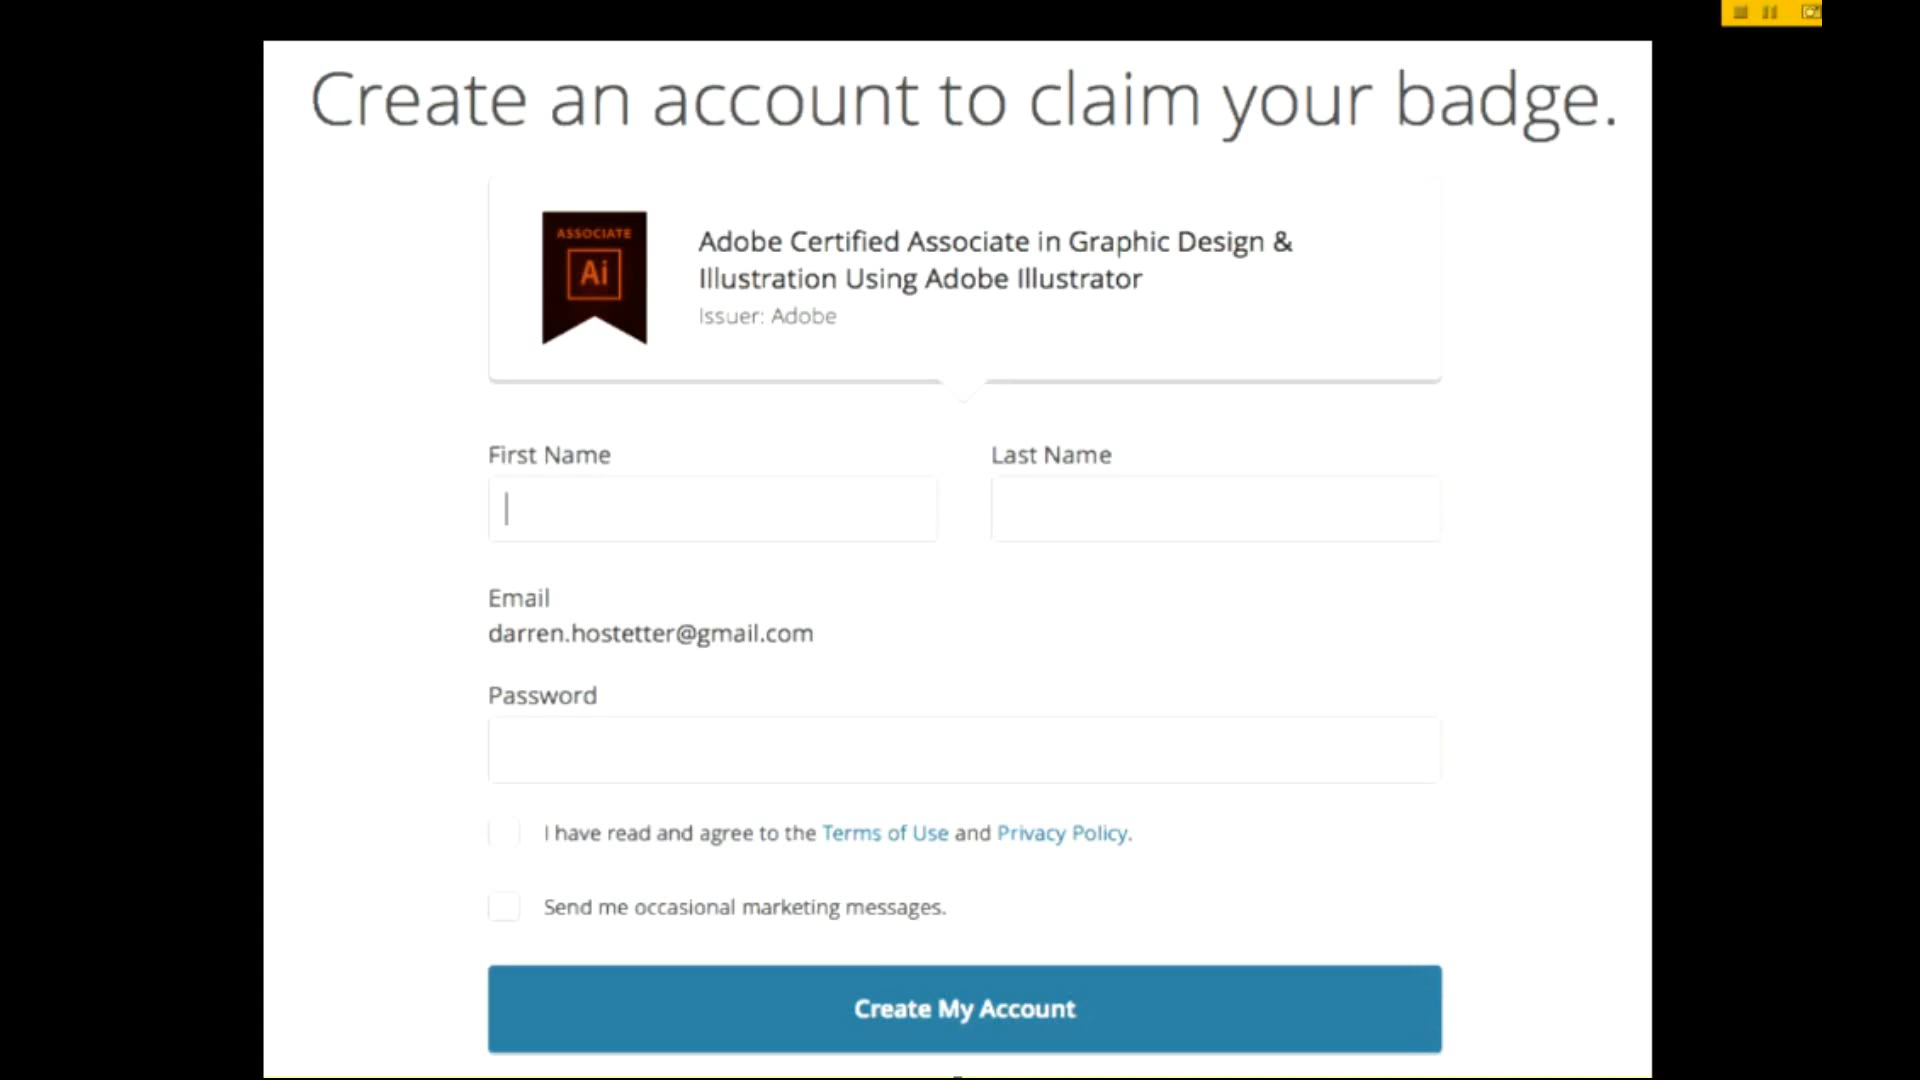 Create an account to claim your badge.
ASSOCIATE
Ai
Adobe Certified Associate in Graphic Design &
Illustration Using Adobe Illustrator
Issuer: Adobe
First Name
Last Name
Email
darren.hostetter@gmail.com
Password
I have read and agree to the Terms of Use and Privacy Policy.
Send me occasional marketing messages.
Create My Account